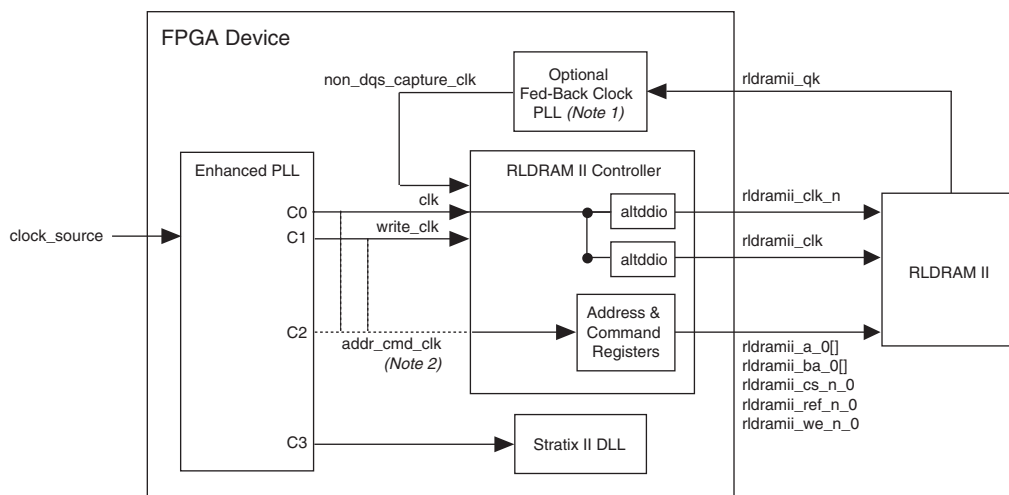 FPGA Device
non_dqs_capture_clk
Optional
Fed-Back Clock
PLL (Note 1)
rldramii_qk
Enhanced PLL
RLDRAM II Controller
C0
clk
altddio
rldramii_clk_n
clock_source
C1
write_clk
altddio
rldramii_clk
RLDRAM II
C2
addr_cmd_clk
(Note 2)
Address &
Command
Registers
rldramii_a_0[]
rldramii_ba_0[]
rldramii_cs_n_0
rldramii_ref_n_0
rldramii_we_n_0
C3
Stratix II DLL